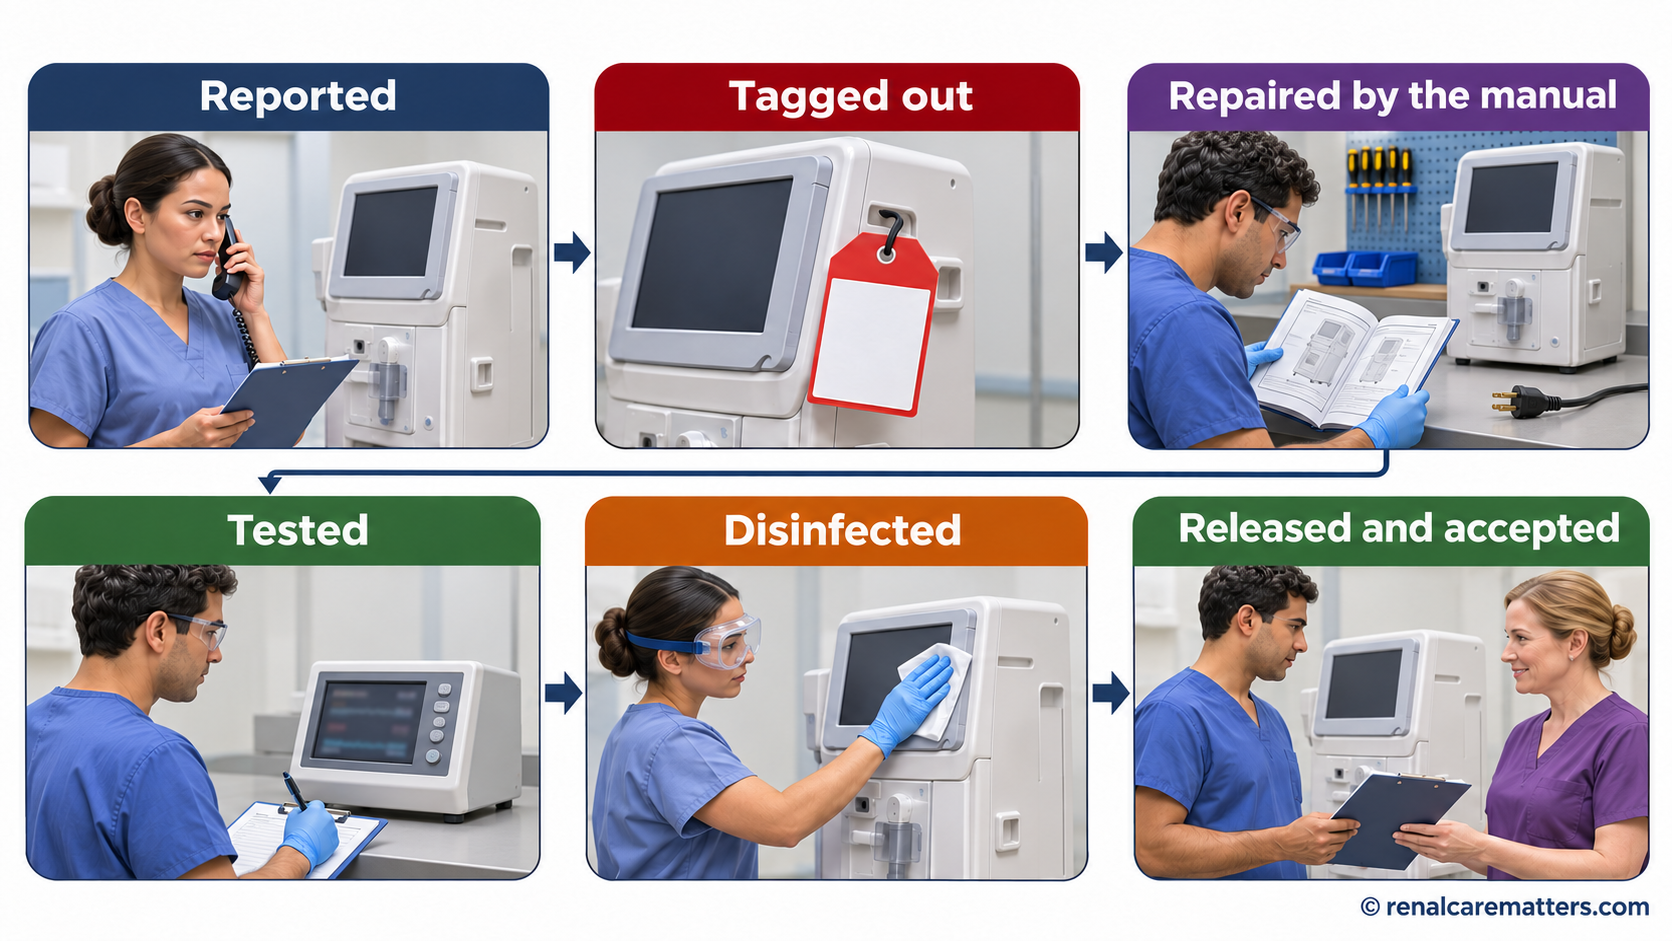 Reported
Tagged out
Repaired by the manual
Tested
Disinfected
Released and accepted
© renalcarematters.com